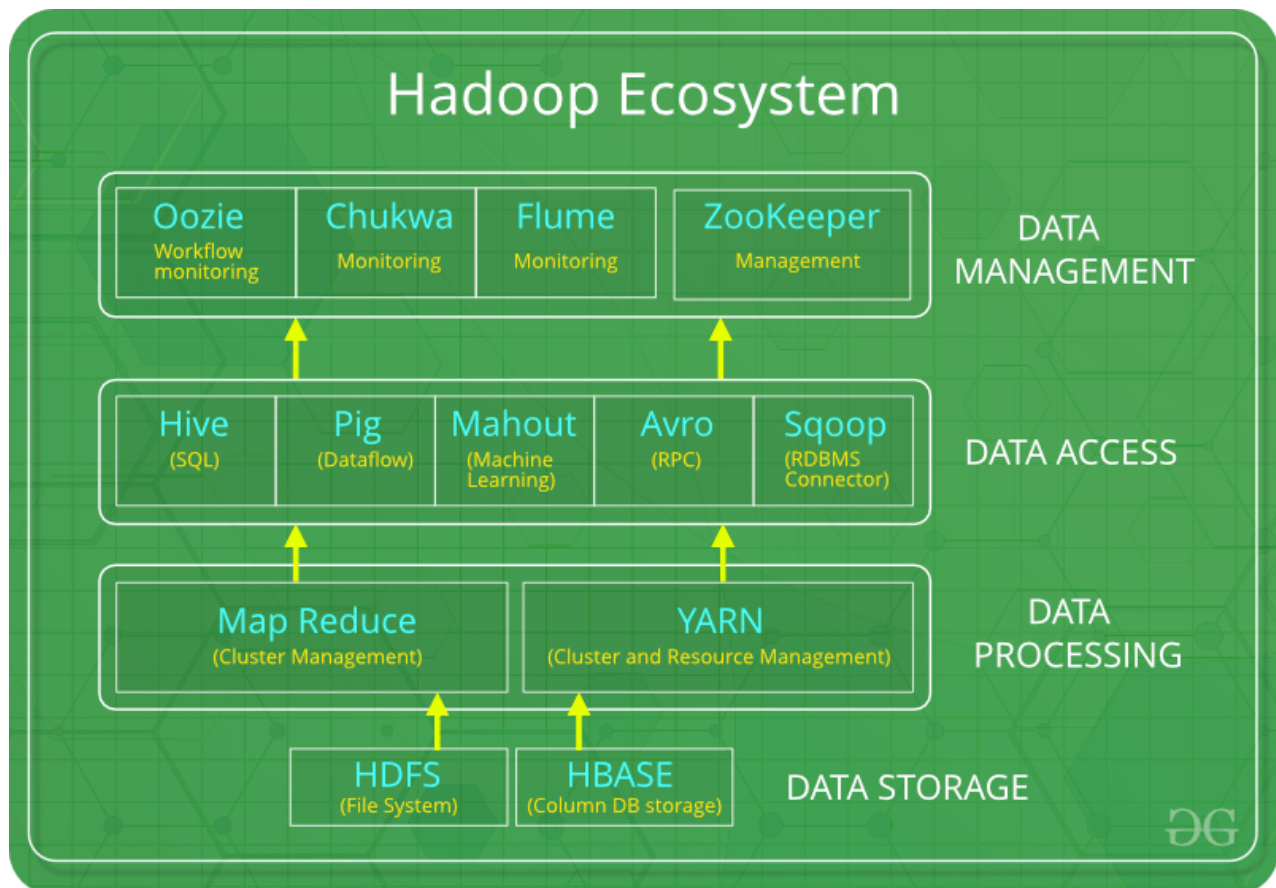 Hadoop Ecosystem
Oozie
Workflow
monitoring
Chukwa
Monitoring
Flume
Monitoring
ZooKeeper
Management
DATA
MANAGEMENT
Hive
(SQL)
Pig
(Dataflow)
Mahout
(Machine
Learning)
Avro
(RPC)
Sqoop
(RDBMS
Connector)
DATA ACCESS
Map Reduce
(Cluster Management)
YARN
(Cluster and Resource Management)
DATA
PROCESSING
HDFS
(File System)
HBASE
(Column DB storage)
DATA STORAGE